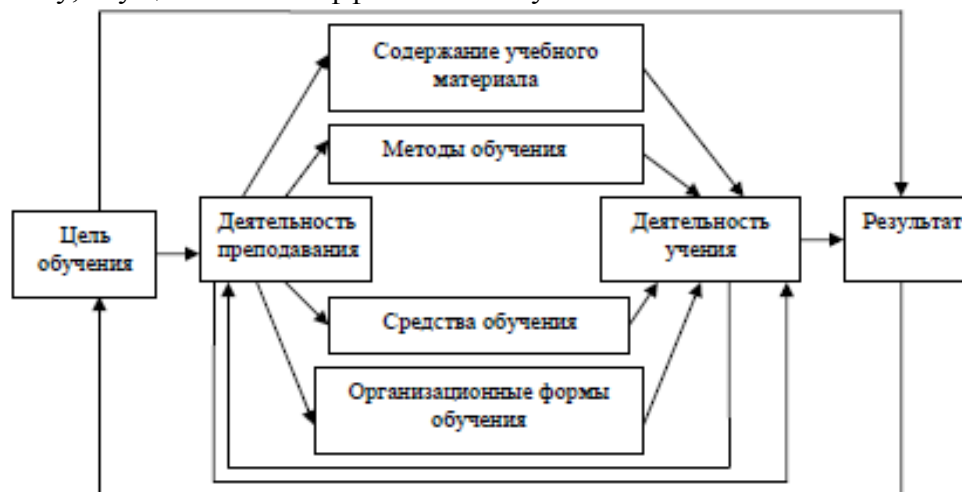 Содержание учебного
материала
Методы обучения
Цель
обучения
Деятельность
преподавания
Деятельность
учения
Результат
Средства обучения
Организационные формы
обучения